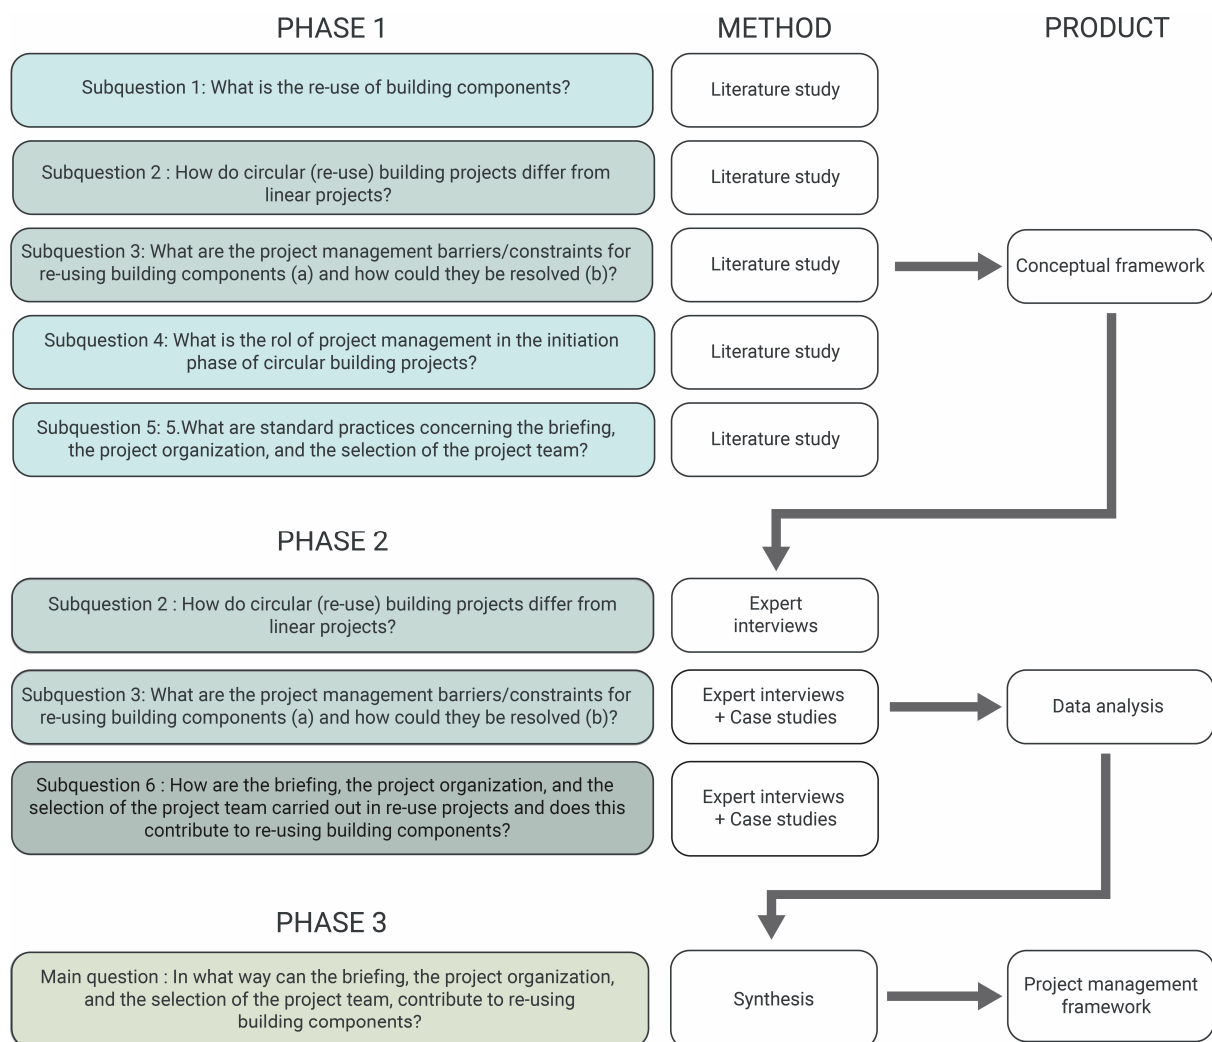 PHASE 1
METHOD
PRODUCT
Subquestion 1: What is the re-use of building components?
Literature study
Subquestion 2 : How do circular (re-use) building projects differ from
linear projects?
Literature study
Subquestion 3: What are the project management barriers/constraints for
re-using building components (a) and how could they be resolved (b)?
Literature study
Conceptual framework
Subquestion 4: What is the rol of project management in the initiation
phase of circular building projects?
Literature study
Subquestion 5: 5.What are standard practices concerning the briefing,
the project organization, and the selection of the project team?
Literature study
PHASE 2
Subquestion 2 : How do circular (re-use) building projects differ from
linear projects?
Expert
interviews
Subquestion 3: What are the project management barriers/constraints for
re-using building components (a) and how could they be resolved (b)?
Expert interviews
+ Case studies
Data analysis
Subquestion 6 : How are the briefing, the project organization, and the
selection of the project team carried out in re-use projects and does this
contribute to re-using building components?
Expert interviews
+ Case studies
PHASE 3
Main question : In what way can the briefing, the project organization,
and the selection of the project team, contribute to re-using
building components?
Synthesis
Project management
framework